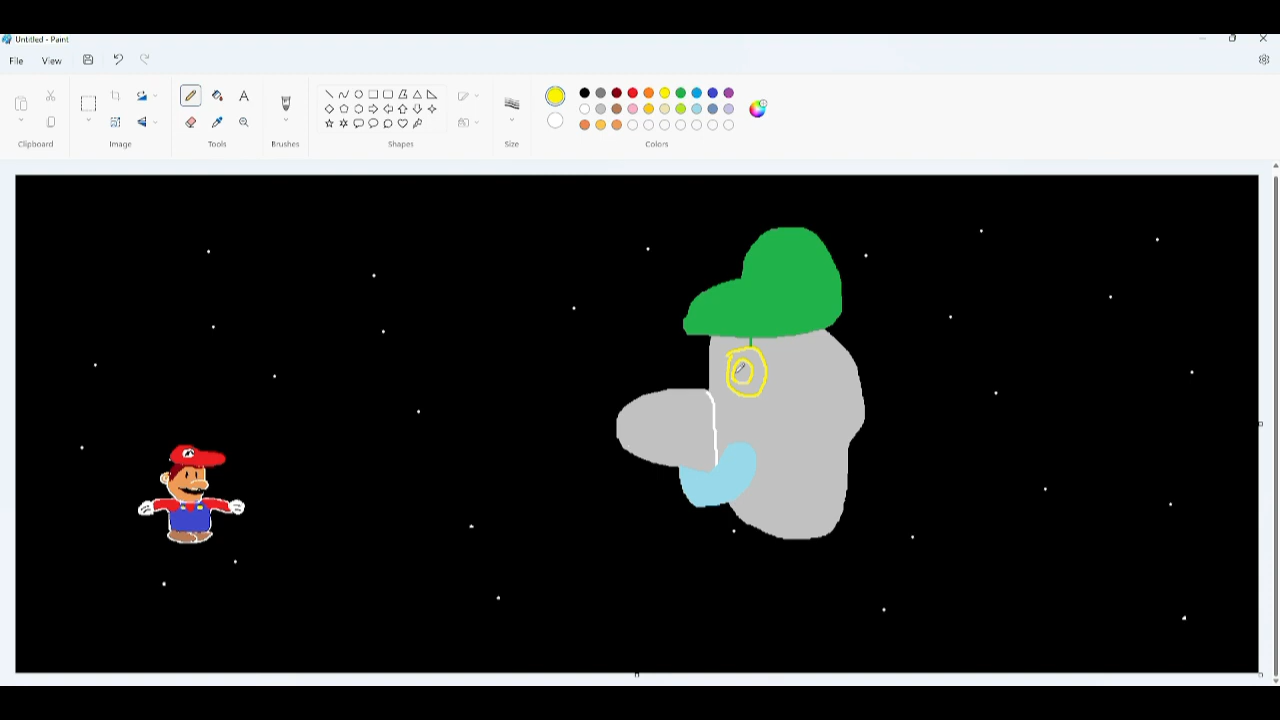 Untitled - Paint
File View
Clipboard Image Tools Brushes Shapes Size Colors